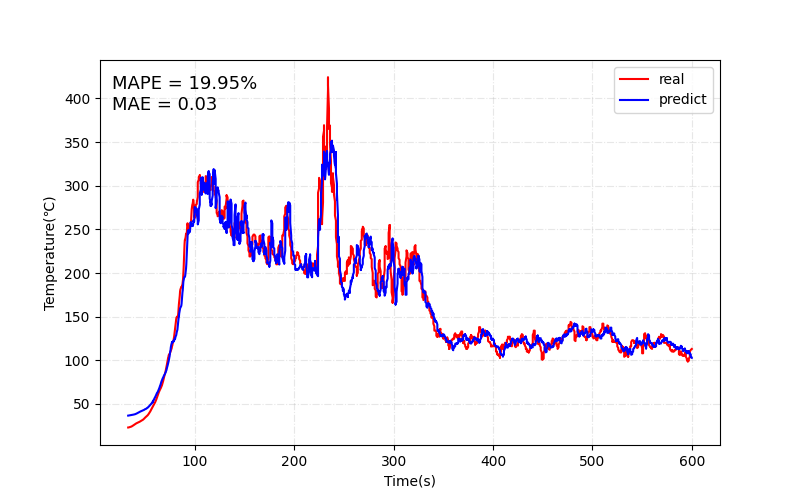 MAPE = 19.95%
MAE = 0.03
real
predict
400
350
300
250
200
150
100
50
Temperature(℃)
100 200 300 400 500 600
Time(s)